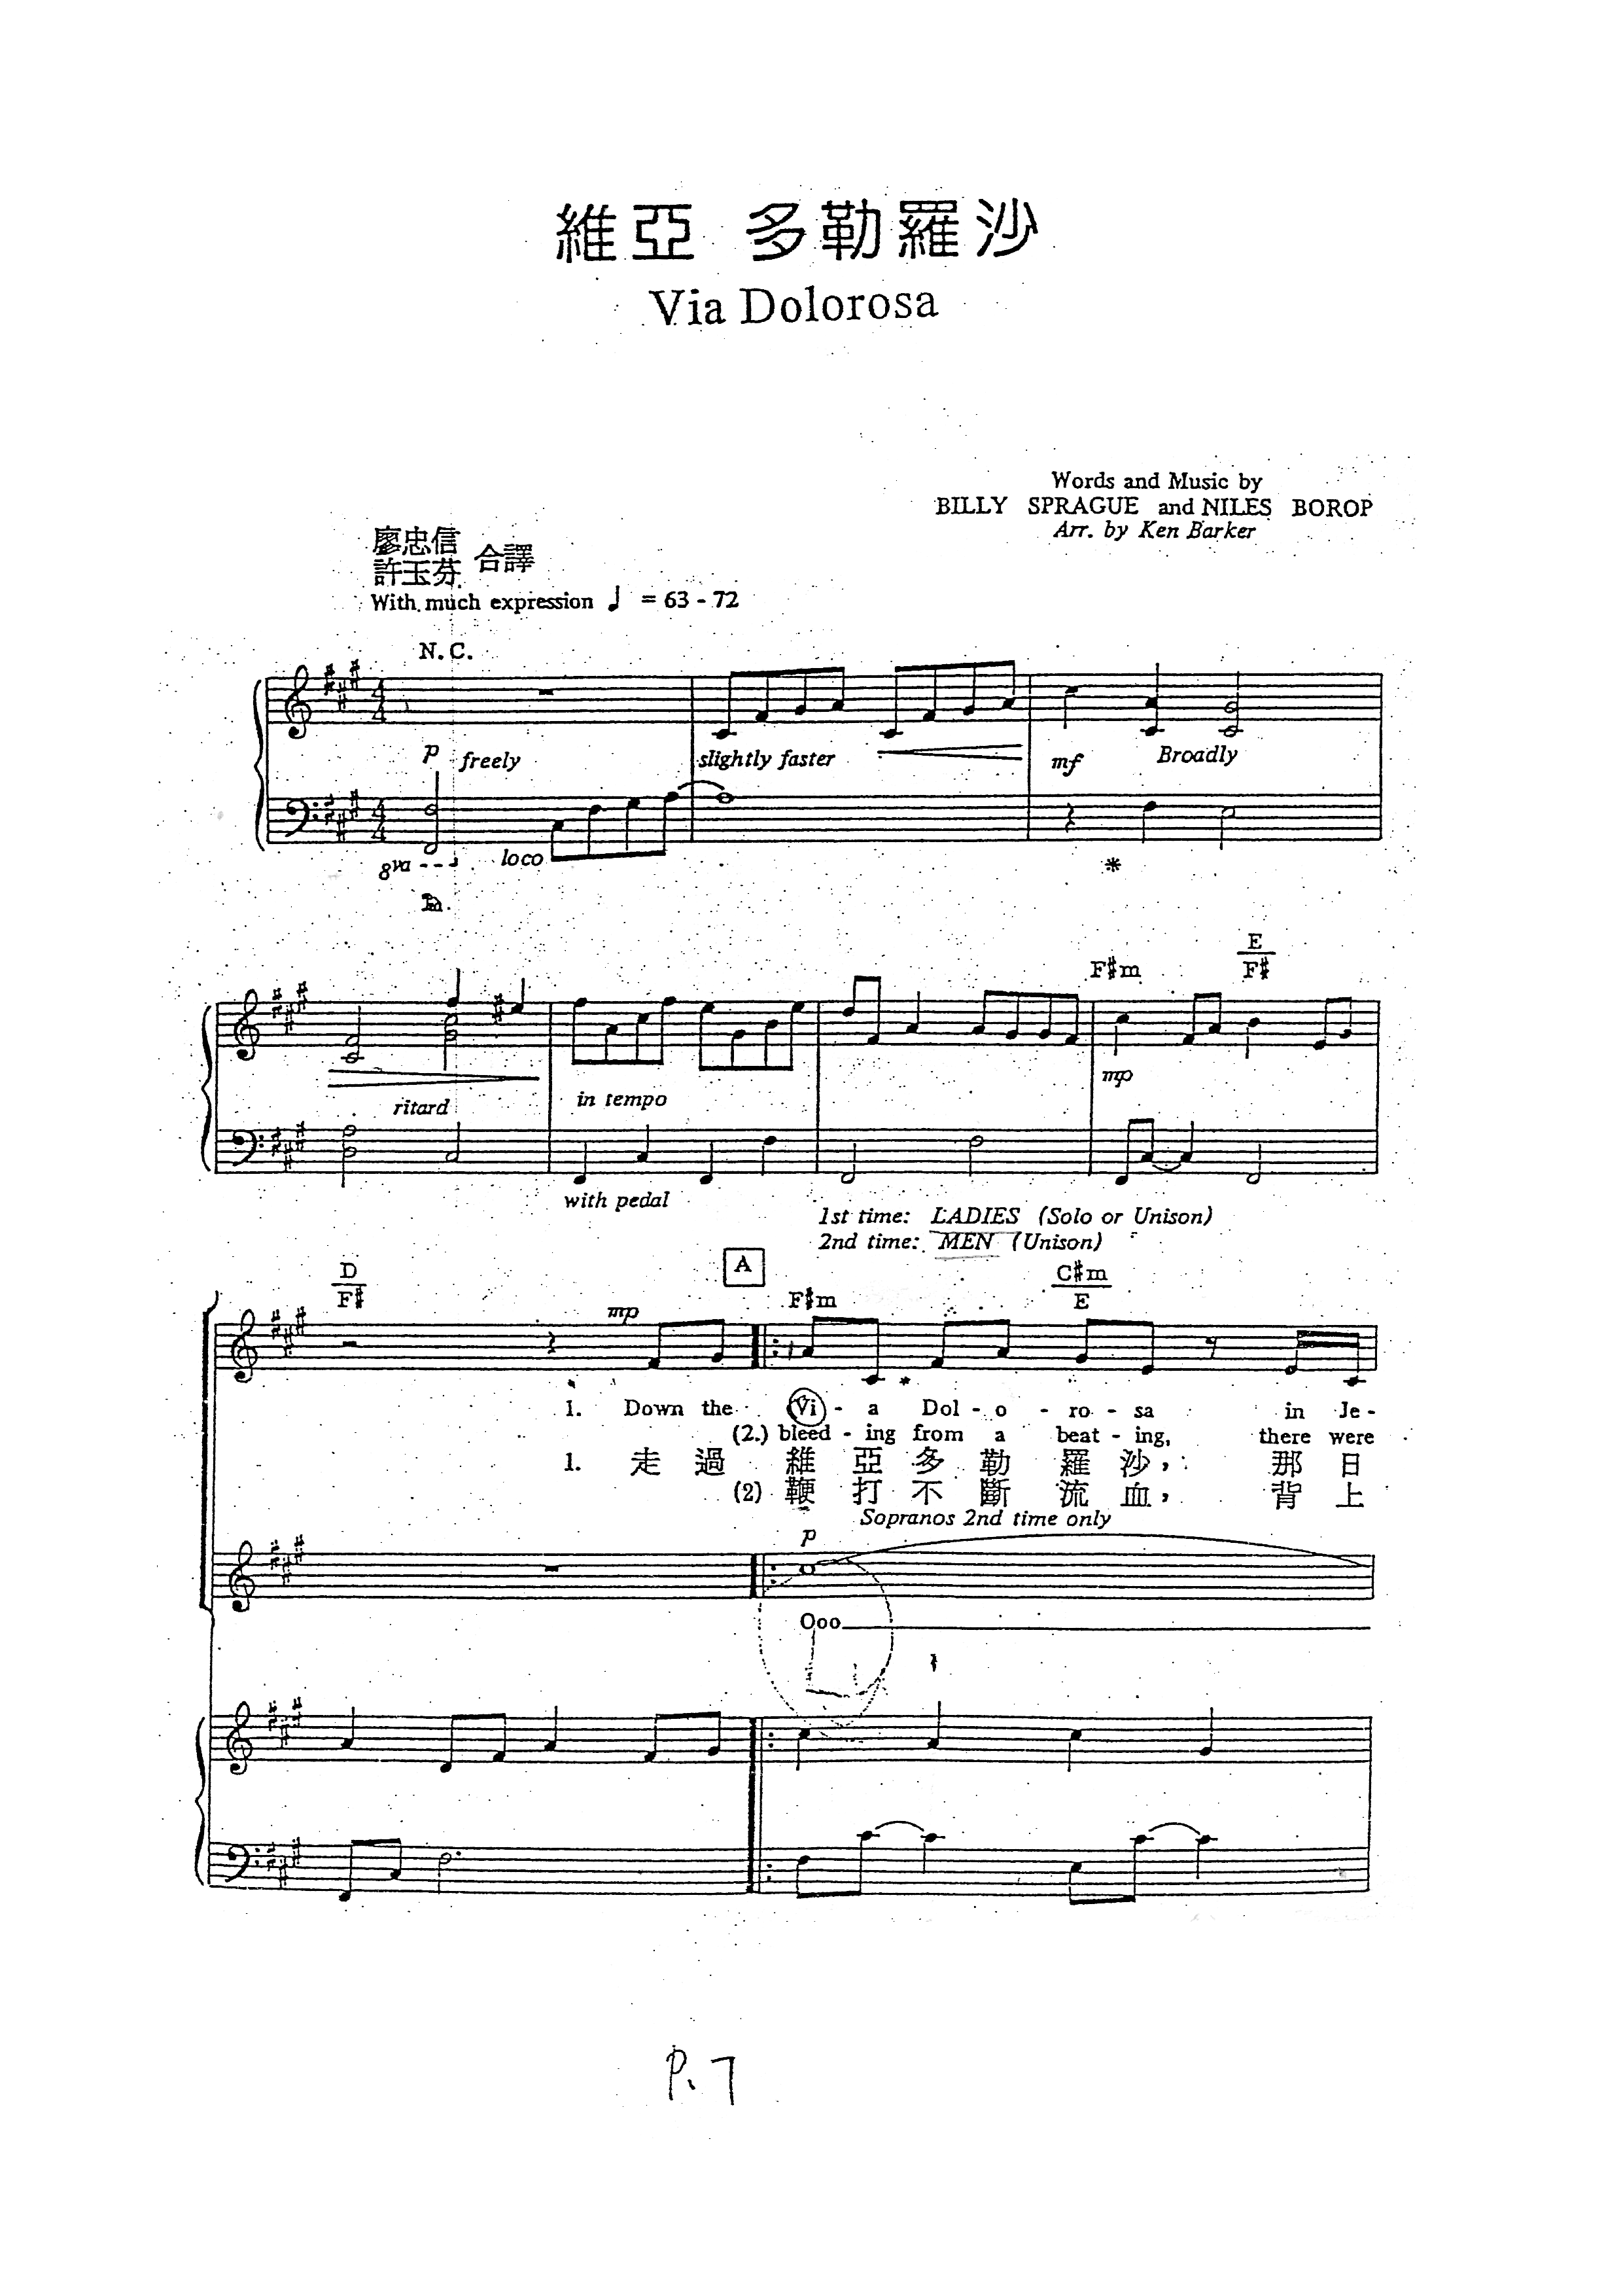 維亞 多勒羅沙
Via Dolorosa
Words and Music by
BILLY SPRAGUE and NILES BOROP
Arr. by Ken Barker
廖忠信
許玉芬 合譯
With much expression ♩ = 63 - 72
N.C.
p freely
slightly faster
mf Broadly
8va
loco
*
F#m E/F#
mp
ritard
in tempo
with pedal
1st time: LADIES (Solo or Unison)
2nd time: MEN (Unison)
A
D/F# mp F#m C#m/E
1. Down the Vi - a Dol - o - ro - sa in Je -
(2.) bleed - ing from a beat - ing, there were
1. 走過維亞多勒羅沙，那日
(2) 鞭打不斷流血，背上
Sopranos 2nd time only
p
Ooo
P.7